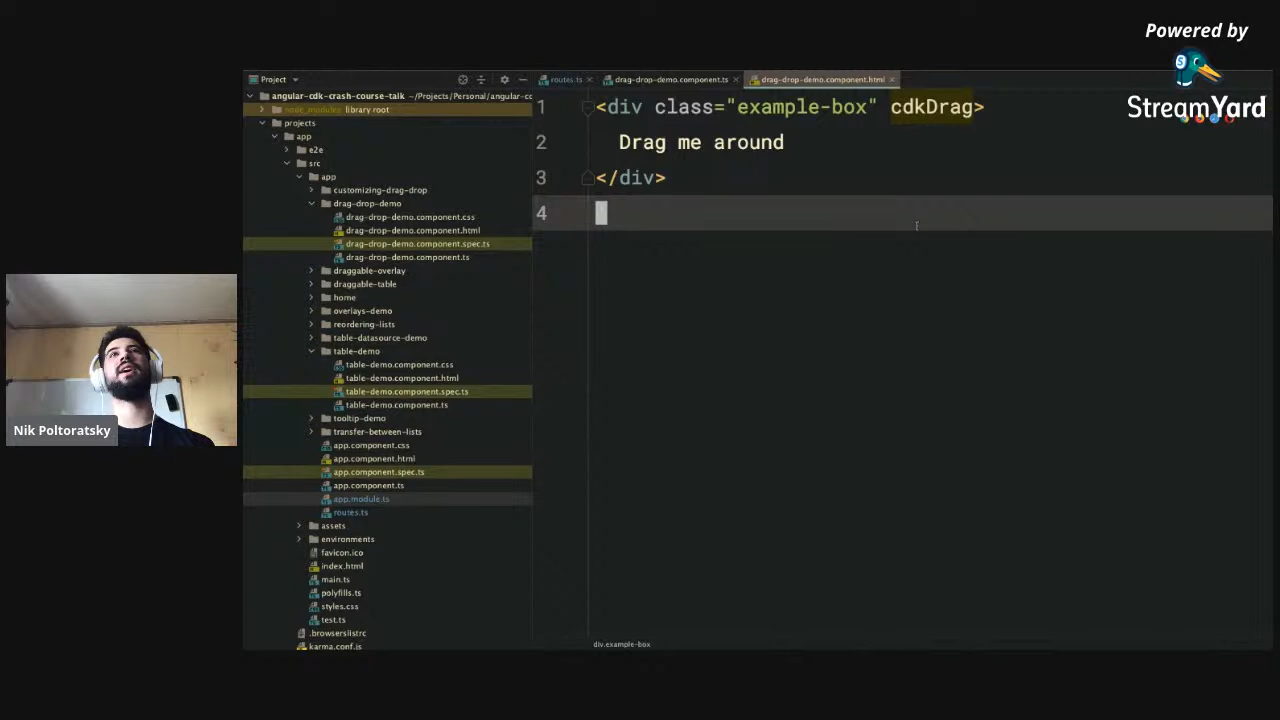 Powered by
StreamYard
Project
routes.ts
drag-drop-demo.component.ts
drag-drop-demo.component.html
angular-cdk-crash-course-talk ~/Projects/Personal/angular-cc
node_modules library root
projects
app
e2e
src
app
customizing-drag-drop
drag-drop-demo
drag-drop-demo.component.css
drag-drop-demo.component.html
drag-drop-demo.component.spec.ts
drag-drop-demo.component.ts
draggable-overlay
draggable-table
home
overlays-demo
reordering-lists
table-datasource-demo
table-demo
table-demo.component.css
table-demo.component.html
table-demo.component.spec.ts
table-demo.component.ts
tooltip-demo
transfer-between-lists
app.component.css
app.component.html
app.component.spec.ts
app.component.ts
app.module.ts
routes.ts
assets
environments
favicon.ico
index.html
main.ts
polyfills.ts
styles.css
test.ts
.browserslistrc
karma.conf.js
1 <div class="example-box" cdkDrag>
2 Drag me around
3 </div>
4
div.example-box
Nik Poltoratsky